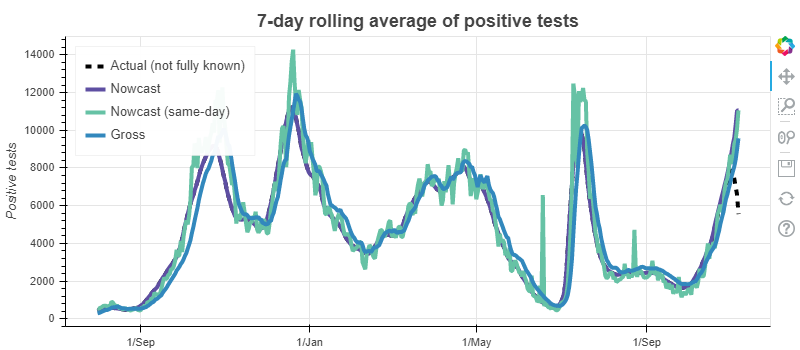 7-day rolling average of positive tests
Positive tests
14000
12000
10000
8000
6000
4000
2000
0
Actual (not fully known)
Nowcast
Nowcast (same-day)
Gross
1/Sep
1/Jan
1/May
1/Sep